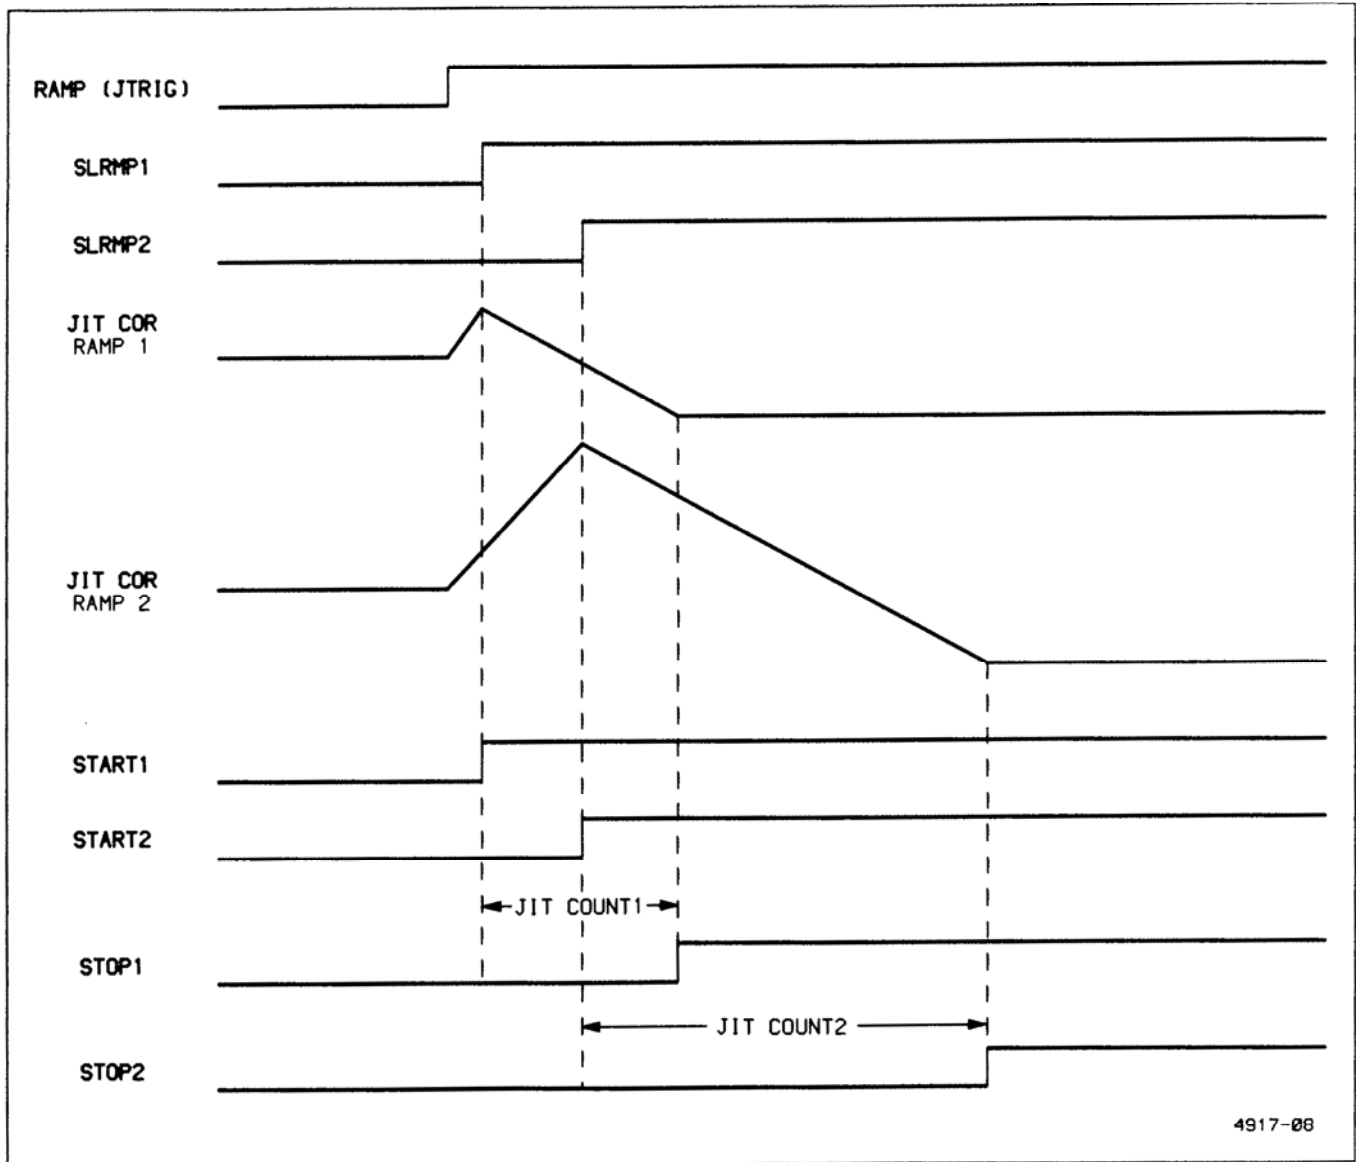 RAMP (JTRIG)
SLRMP1
SLRMP2
JIT COR
RAMP 1
JIT COR
RAMP 2
START1
START2
JIT COUNT1
STOP1
JIT COUNT2
STOP2
4917-08